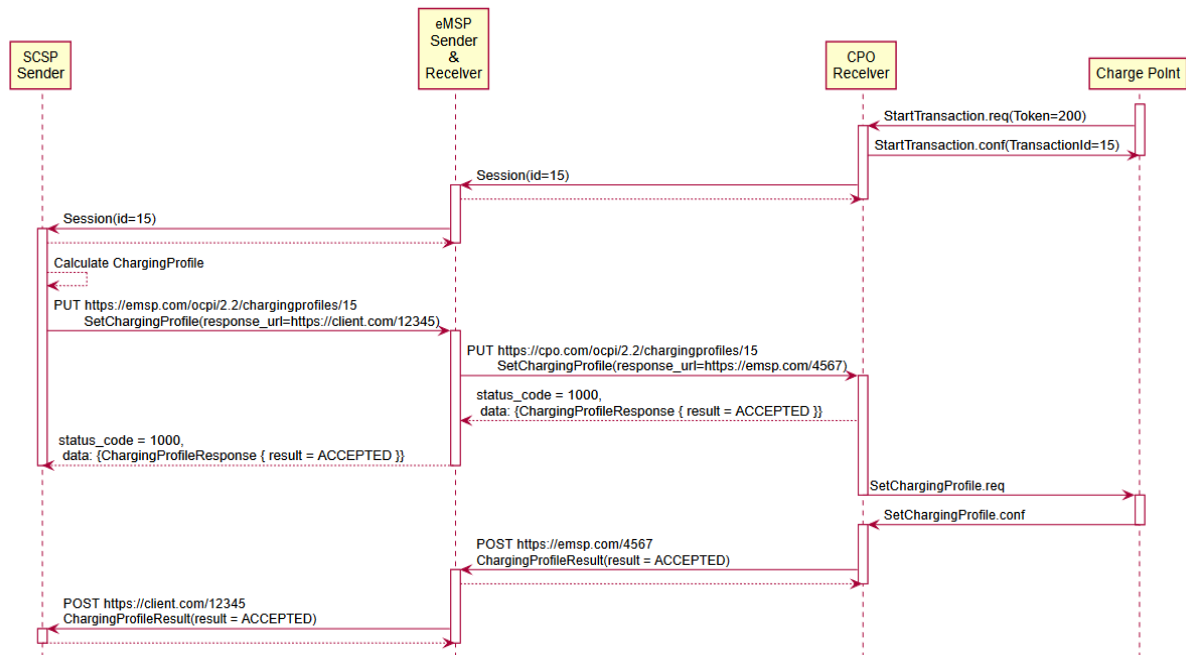 SCSP
Sender
eMSP
Sender
&
Receiver
CPO
Receiver
Charge Point
StartTransaction.req(Token=200)
StartTransaction.conf(TransactionId=15)
Session(id=15)
Session(id=15)
Calculate ChargingProfile
PUT https://emsp.com/ocpi/2.2/chargingprofiles/15
SetChargingProfile(response_url=https://client.com/12345)
PUT https://cpo.com/ocpi/2.2/chargingprofiles/15
SetChargingProfile(response_url=https://emsp.com/4567)
status_code = 1000,
data: {ChargingProfileResponse { result = ACCEPTED }}
status_code = 1000,
data: {ChargingProfileResponse { result = ACCEPTED }}
SetChargingProfile.req
SetChargingProfile.conf
POST https://emsp.com/4567
ChargingProfileResult(result = ACCEPTED)
POST https://client.com/12345
ChargingProfileResult(result = ACCEPTED)